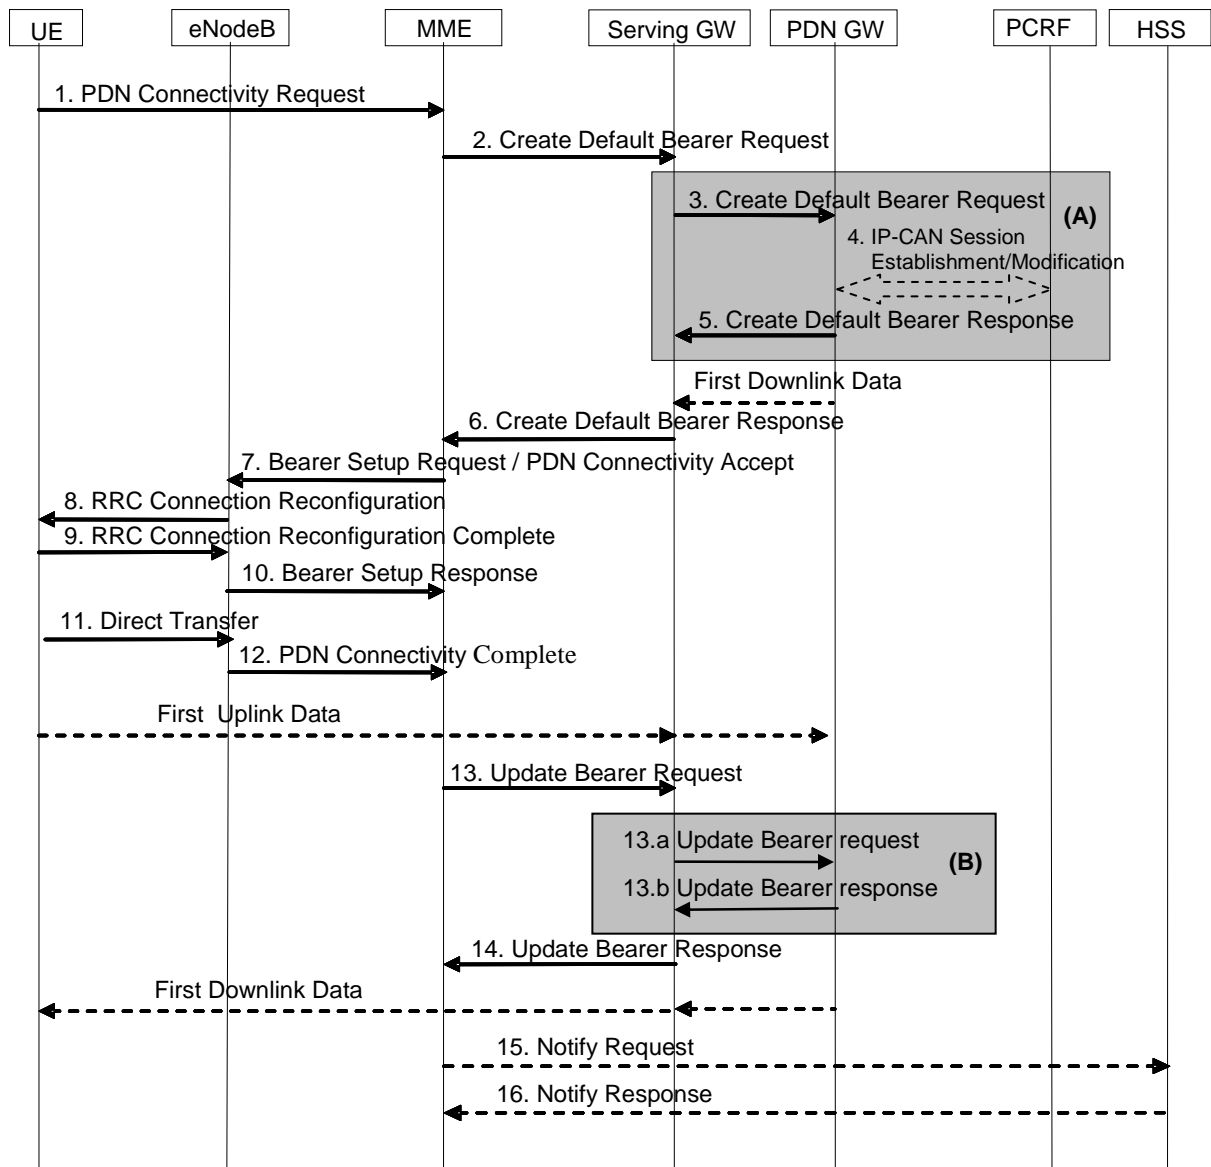 UE
eNodeB
MME
Serving GW
PDN GW
PCRF
HSS
1. PDN Connectivity Request
2. Create Default Bearer Request
3. Create Default Bearer Request
(A)
4. IP-CAN Session
Establishment/Modification
5. Create Default Bearer Response
First Downlink Data
6. Create Default Bearer Response
7. Bearer Setup Request / PDN Connectivity Accept
8. RRC Connection Reconfiguration
9. RRC Connection Reconfiguration Complete
10. Bearer Setup Response
11. Direct Transfer
12. PDN Connectivity Complete
First Uplink Data
13. Update Bearer Request
13.a Update Bearer request
(B)
13.b Update Bearer response
14. Update Bearer Response
First Downlink Data
15. Notify Request
16. Notify Response